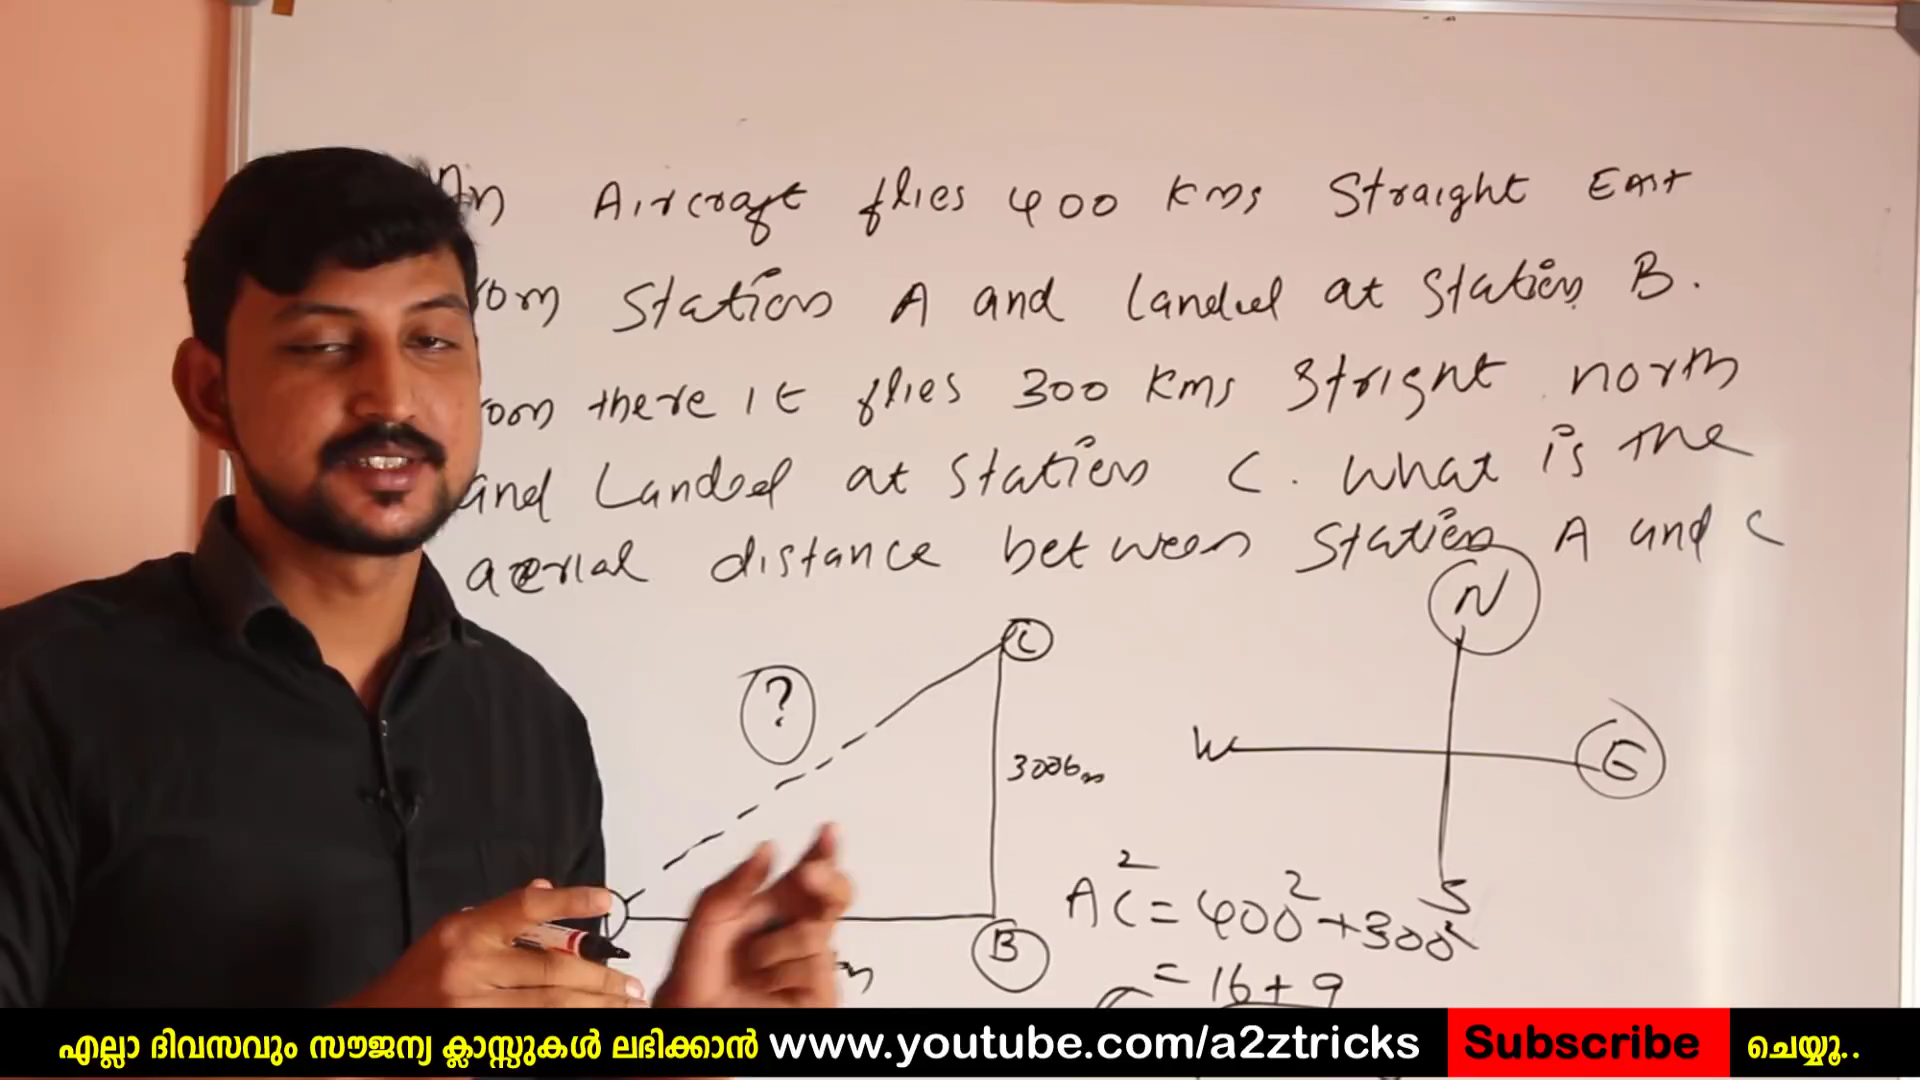 An Aircraft flies 400 Kms Straight East
rom Station A and landed at Station B.
rom there it flies 300 Kms Stright north
and Landed at Station C. What is the
aerial distance between Station A and C
N
C
?
W
E
300
S
AC² = 400² + 300²
B
= 16 + 9
എല്ലാ ദിവസവും സൗജന്യ ക്ലാസ്സുകൾ ലഭിക്കാൻ www.youtube.com/a2ztricks Subscribe ചെയ്യൂ..